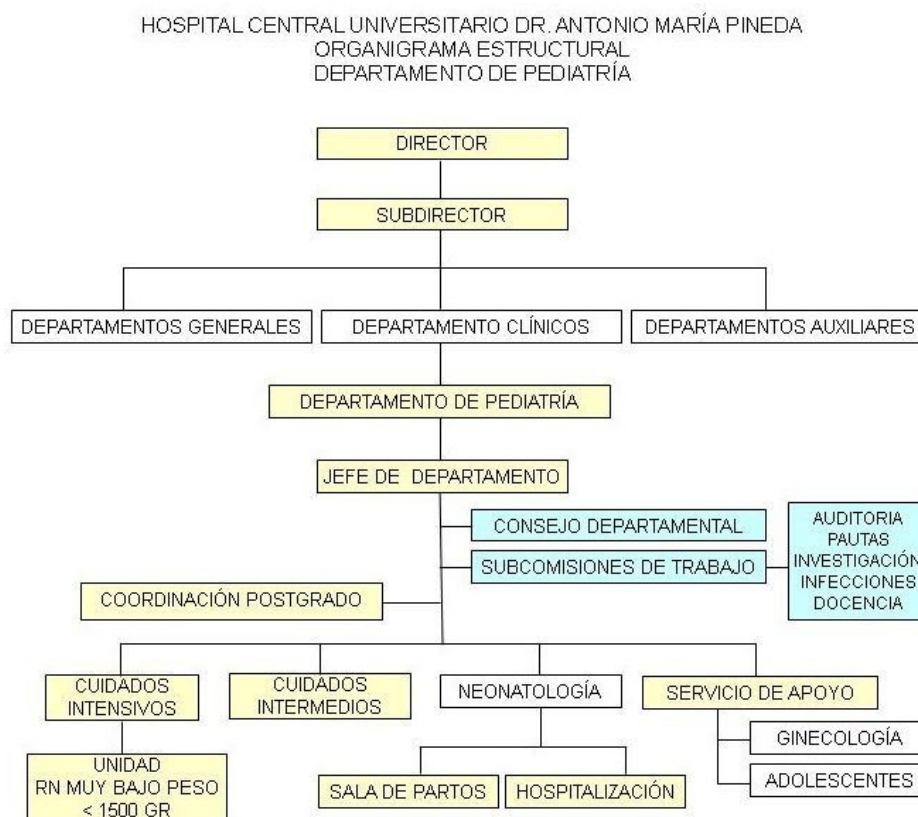 HOSPITAL CENTRAL UNIVERSITARIO DR. ANTONIO MARÍA PINEDA
ORGANIGRAMA ESTRUCTURAL
DEPARTAMENTO DE PEDIATRÍA
DIRECTOR
SUBDIRECTOR
DEPARTAMENTOS GENERALES
DEPARTAMENTO CLÍNICOS
DEPARTAMENTOS AUXILIARES
DEPARTAMENTO DE PEDIATRÍA
JEFE DE DEPARTAMENTO
CONSEJO DEPARTAMENTAL
SUBCOMISIONES DE TRABAJO
AUDITORIA
PAUTAS
INVESTIGACIÓN
INFECCIONES
DOCENCIA
COORDINACIÓN POSTGRADO
CUIDADOS
INTENSIVOS
CUIDADOS
INTERMEDIOS
NEONATOLOGÍA
SERVICIO DE APOYO
UNIDAD
RN MUY BAJO PESO
< 1500 GR
SALA DE PARTOS
HOSPITALIZACIÓN
GINECOLOGÍA
ADOLESCENTES